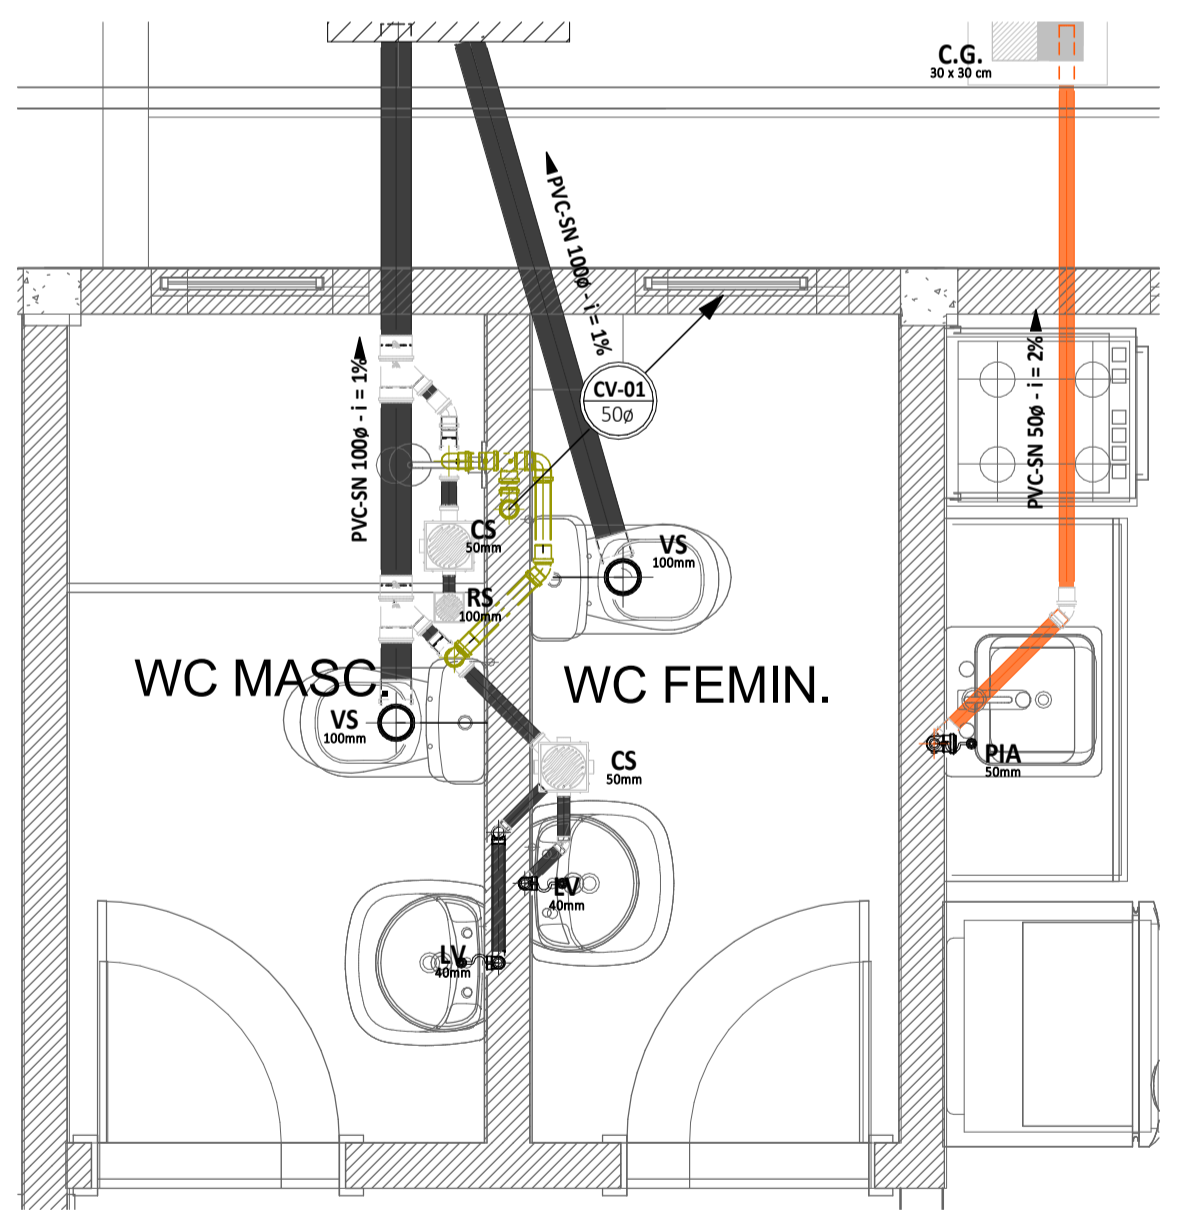 C.G.
30 x 30 cm
PVC-SN 100ø - i = 1%
PVC-SN 100ø - i = 1%
CV-01
50ø
PVC-SN 50ø - i = 2%
CS
50mm
VS
100mm
RS
100mm
WC MASC.
WC FEMIN.
VS
100mm
CS
50mm
PIA
50mm
LV
40mm
LV
40mm